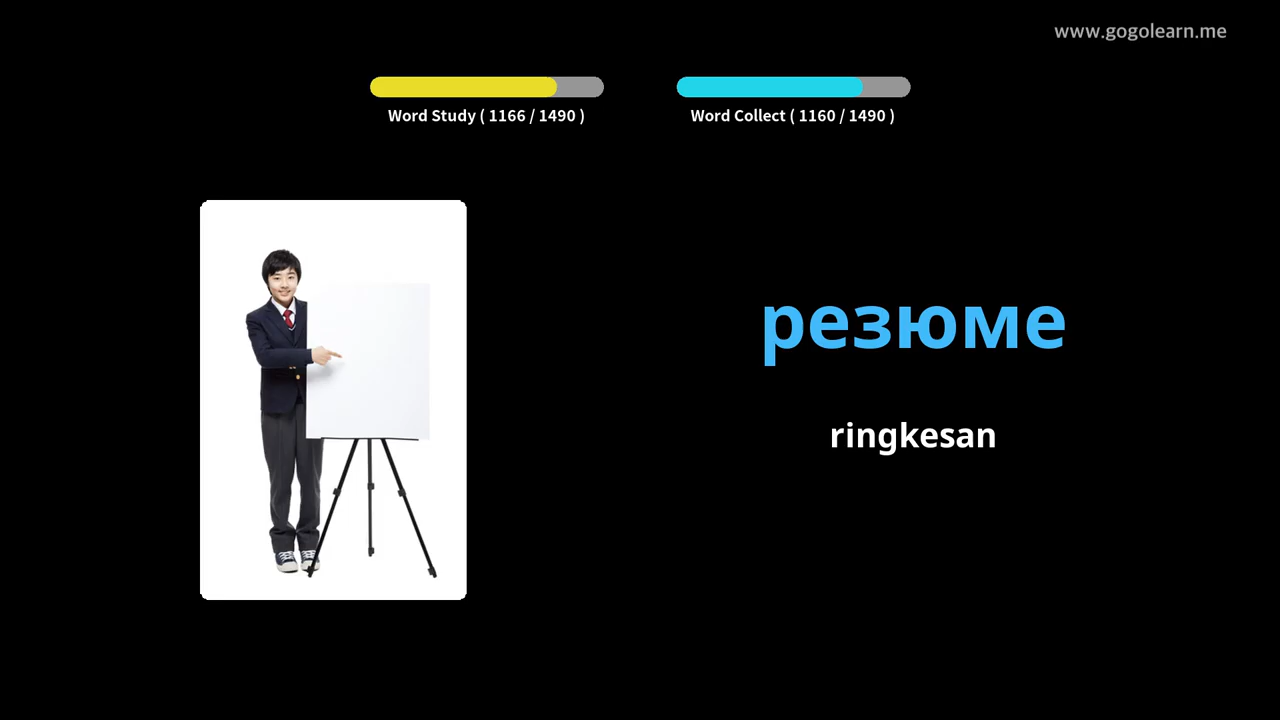 www.gogolearn.me
Word Study ( 1166 / 1490 )
Word Collect ( 1160 / 1490 )
резюме
ringkesan